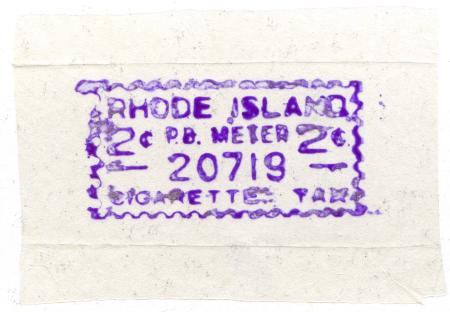 RHODE ISLAND
2¢ P.B. METER 2¢
— 20719 —
CIGARETTE TAX